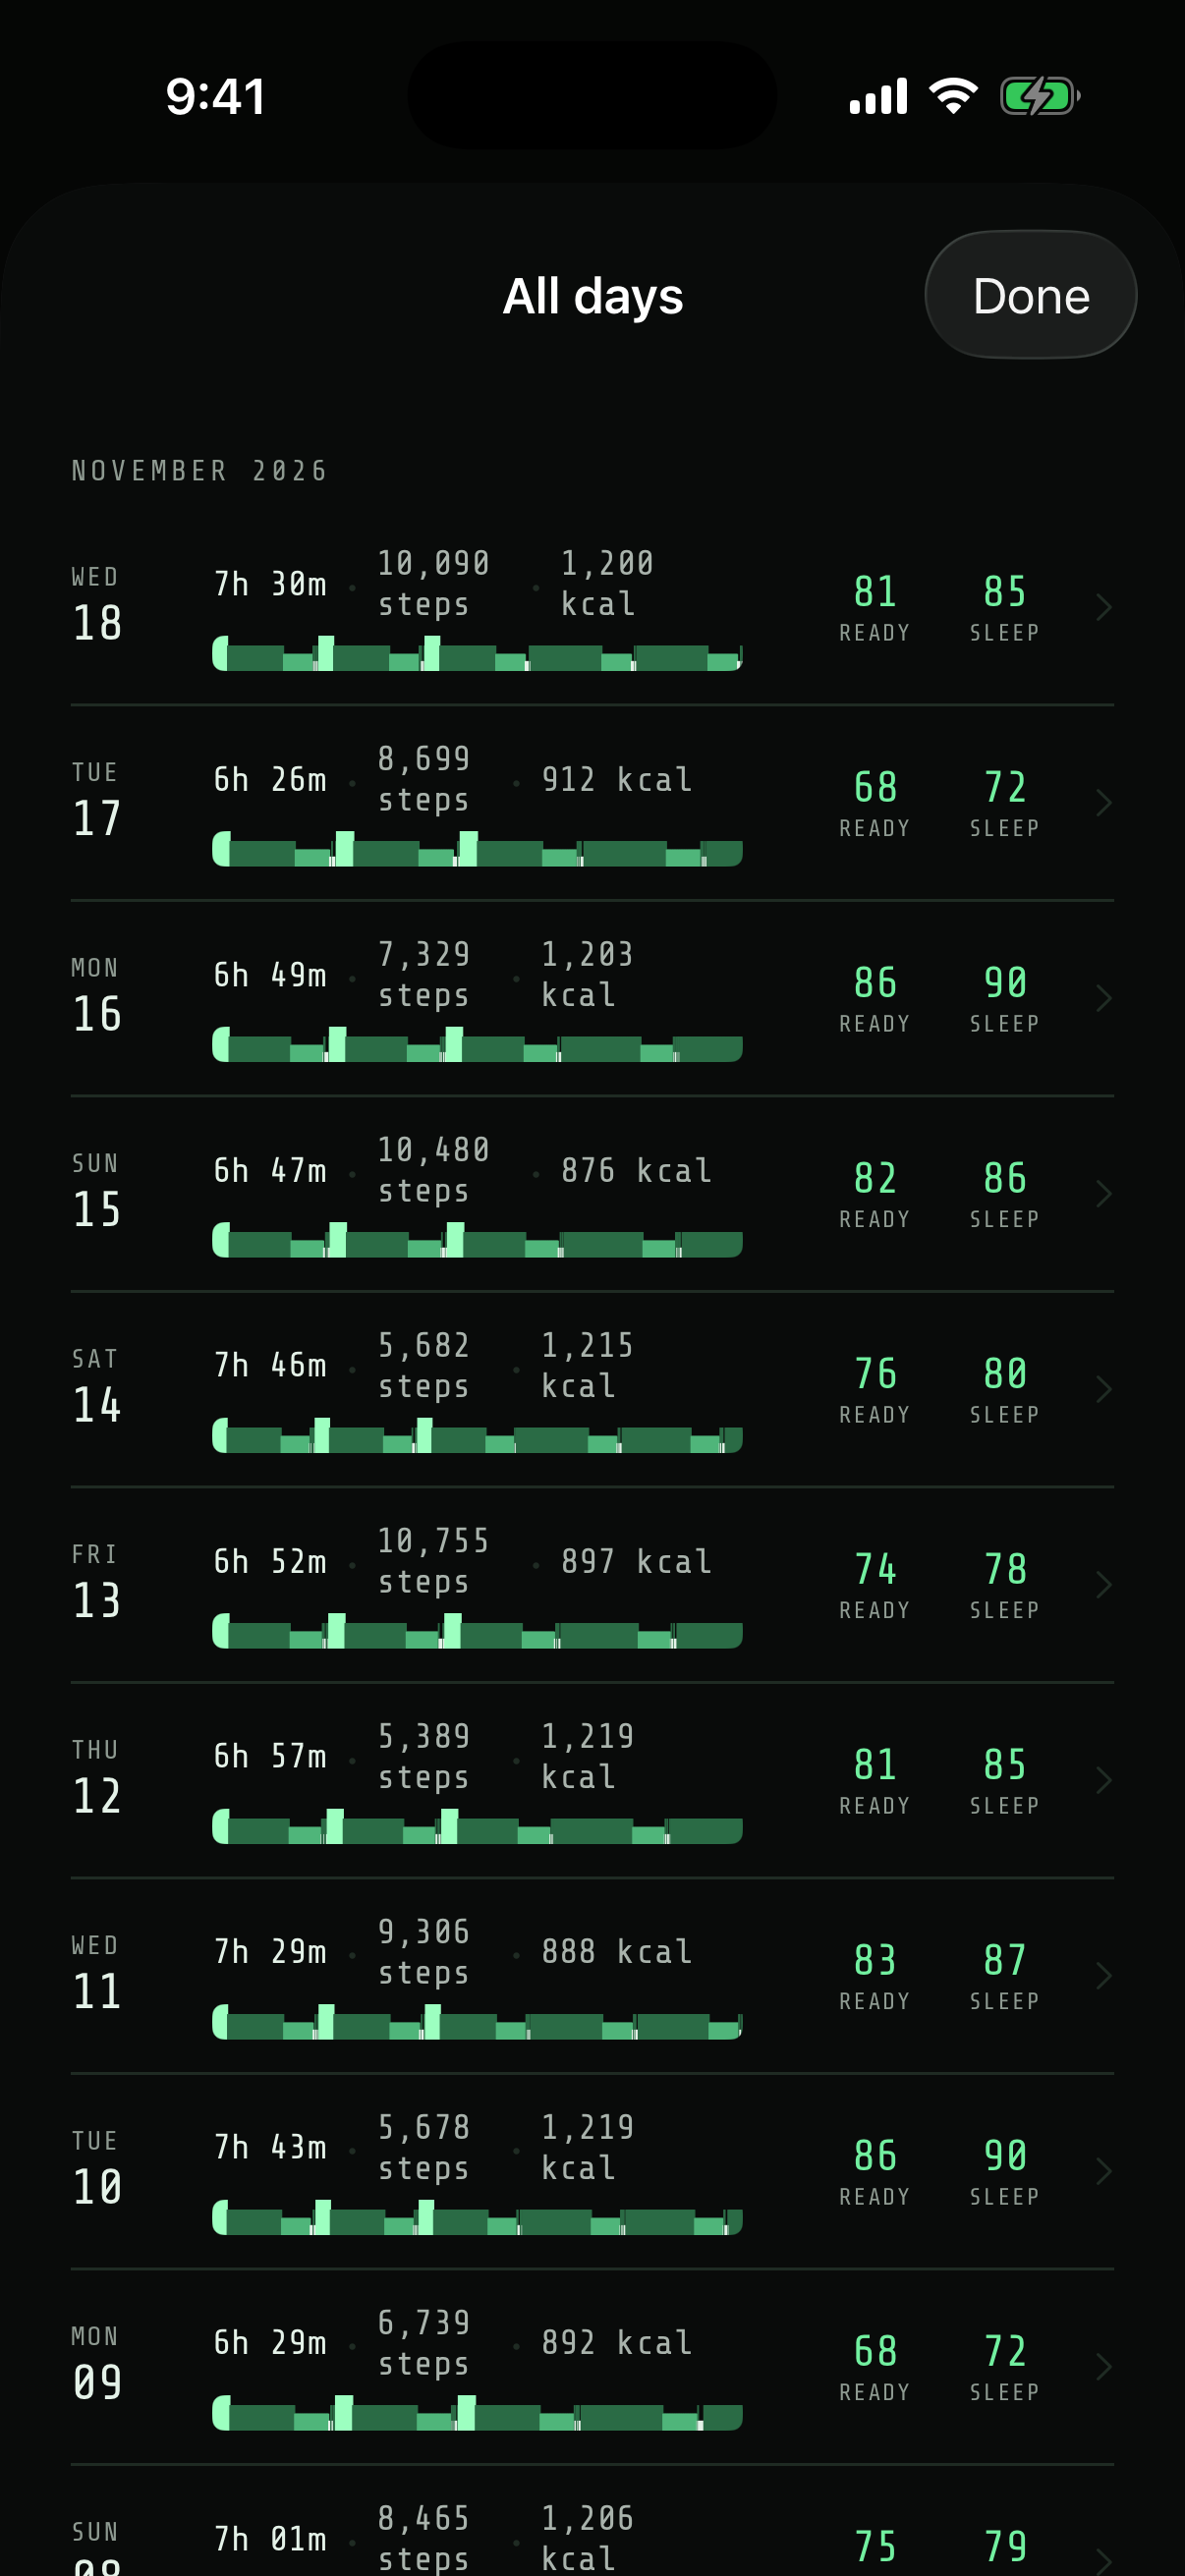 9:41
All days
Done
NOVEMBER 2026
WED
18
7h 30m · 10,090 steps · 1,200 kcal
81 READY
85 SLEEP
TUE
17
6h 26m · 8,699 steps · 912 kcal
68 READY
72 SLEEP
MON
16
6h 49m · 7,329 steps · 1,203 kcal
86 READY
90 SLEEP
SUN
15
6h 47m · 10,480 steps · 876 kcal
82 READY
86 SLEEP
SAT
14
7h 46m · 5,682 steps · 1,215 kcal
76 READY
80 SLEEP
FRI
13
6h 52m · 10,755 steps · 897 kcal
74 READY
78 SLEEP
THU
12
6h 57m · 5,389 steps · 1,219 kcal
81 READY
85 SLEEP
WED
11
7h 29m · 9,306 steps · 888 kcal
83 READY
87 SLEEP
TUE
10
7h 43m · 5,678 steps · 1,219 kcal
86 READY
90 SLEEP
MON
09
6h 29m · 6,739 steps · 892 kcal
68 READY
72 SLEEP
SUN
08
7h 01m · 8,465 steps · 1,206 kcal
75
79